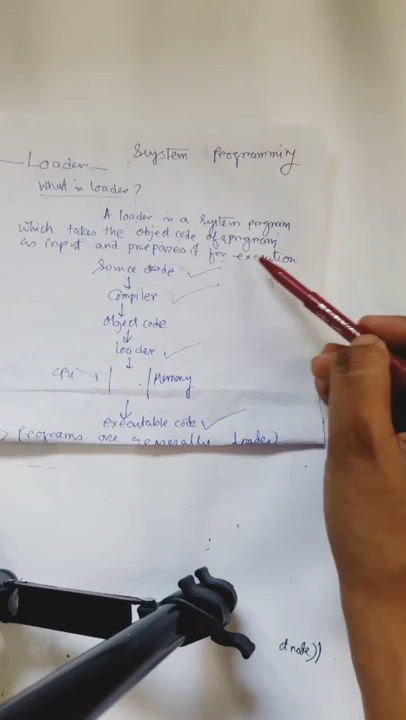 System Programming
Loader
What is loader?
A loader is a system program
which takes the object code of a program
as input and prepares it for execution
Source code
Compiler
Object code
Loader
CPU Memory
executable code
Programs are generally